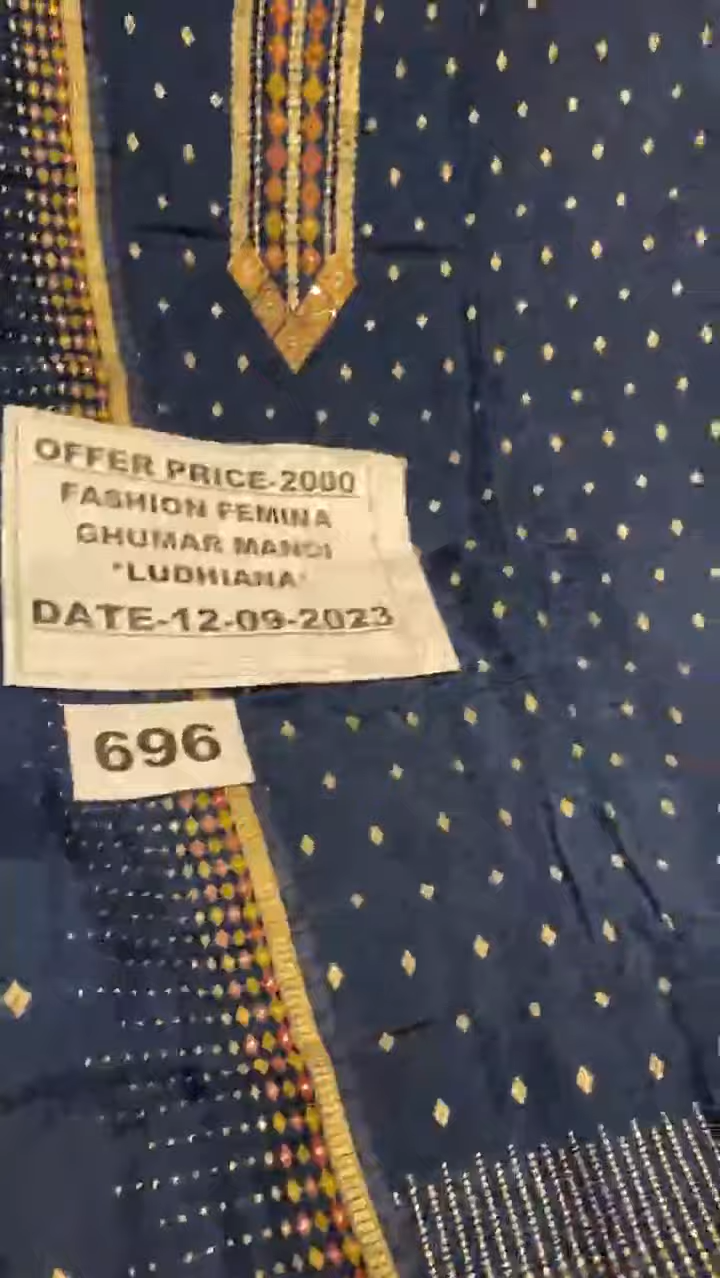 OFFER PRICE-2000
FASHION FEMINA
GHUMAR MANDI
"LUDHIANA"
DATE-12-09-2023
696